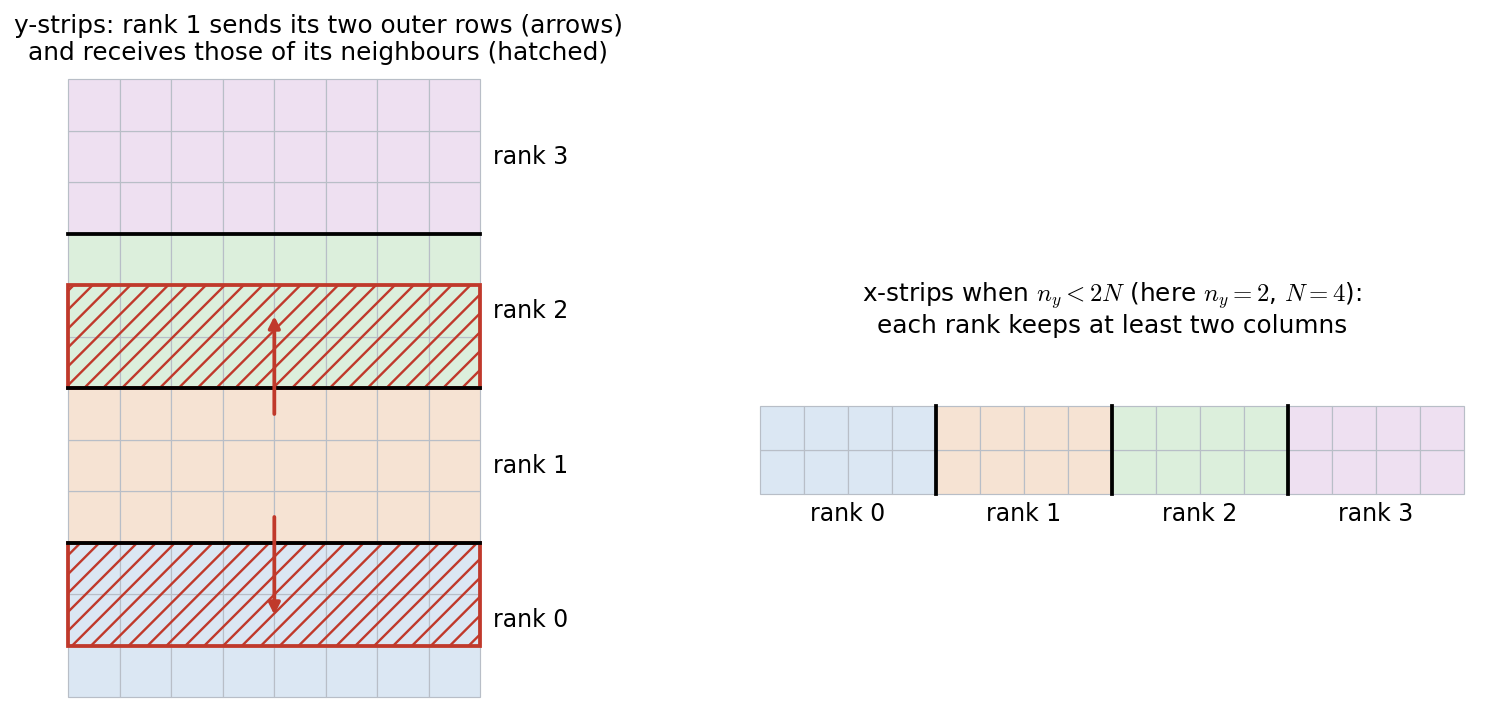 y-strips: rank 1 sends its two outer rows (arrows)
and receives those of its neighbours (hatched)
rank 3
rank 2
rank 1
rank 0
x-strips when n_y < 2N (here n_y = 2, N = 4):
each rank keeps at least two columns
rank 0
rank 1
rank 2
rank 3